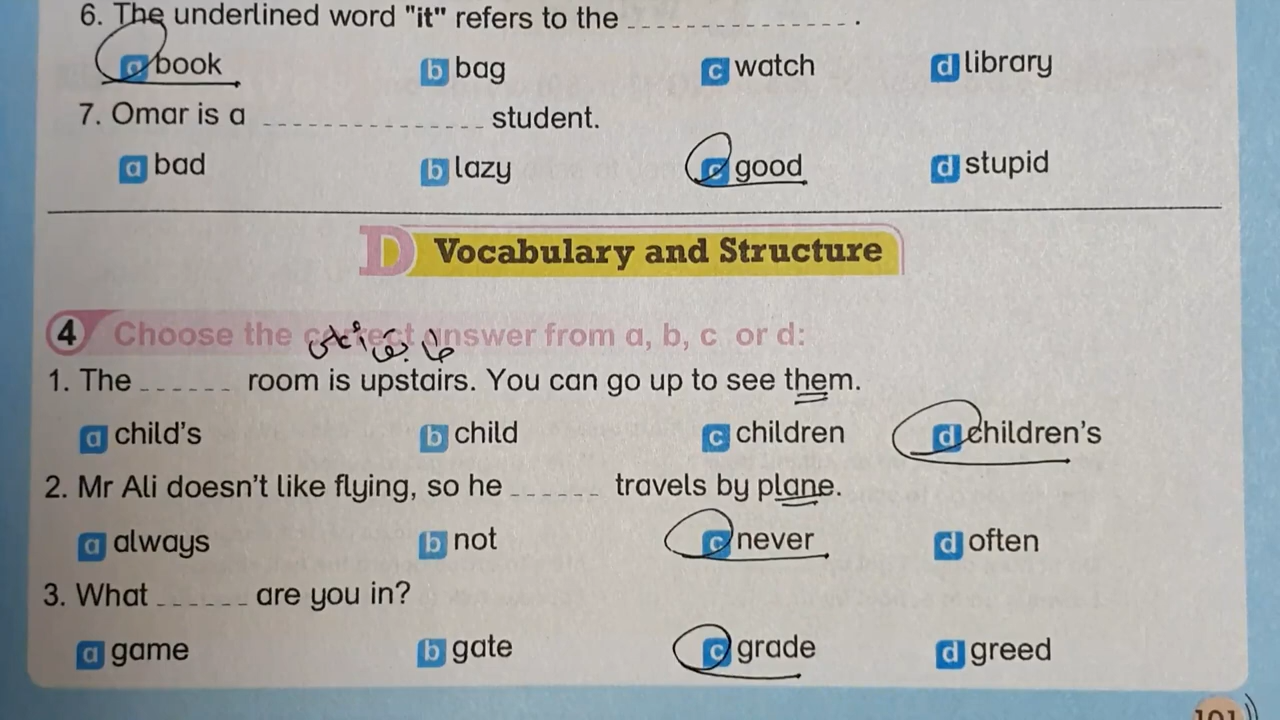 6. The underlined word "it" refers to the ------------------ .
a book b bag c watch d library
7. Omar is a ------------------ student.
a bad b lazy c good d stupid
D Vocabulary and Structure
4 Choose the correct answer from a, b, c or d:
1. The ------ room is upstairs. You can go up to see them.
a child's b child c children d children's
2. Mr Ali doesn't like flying, so he ------ travels by plane.
a always b not c never d often
3. What ------- are you in?
a game b gate c grade d greed
101